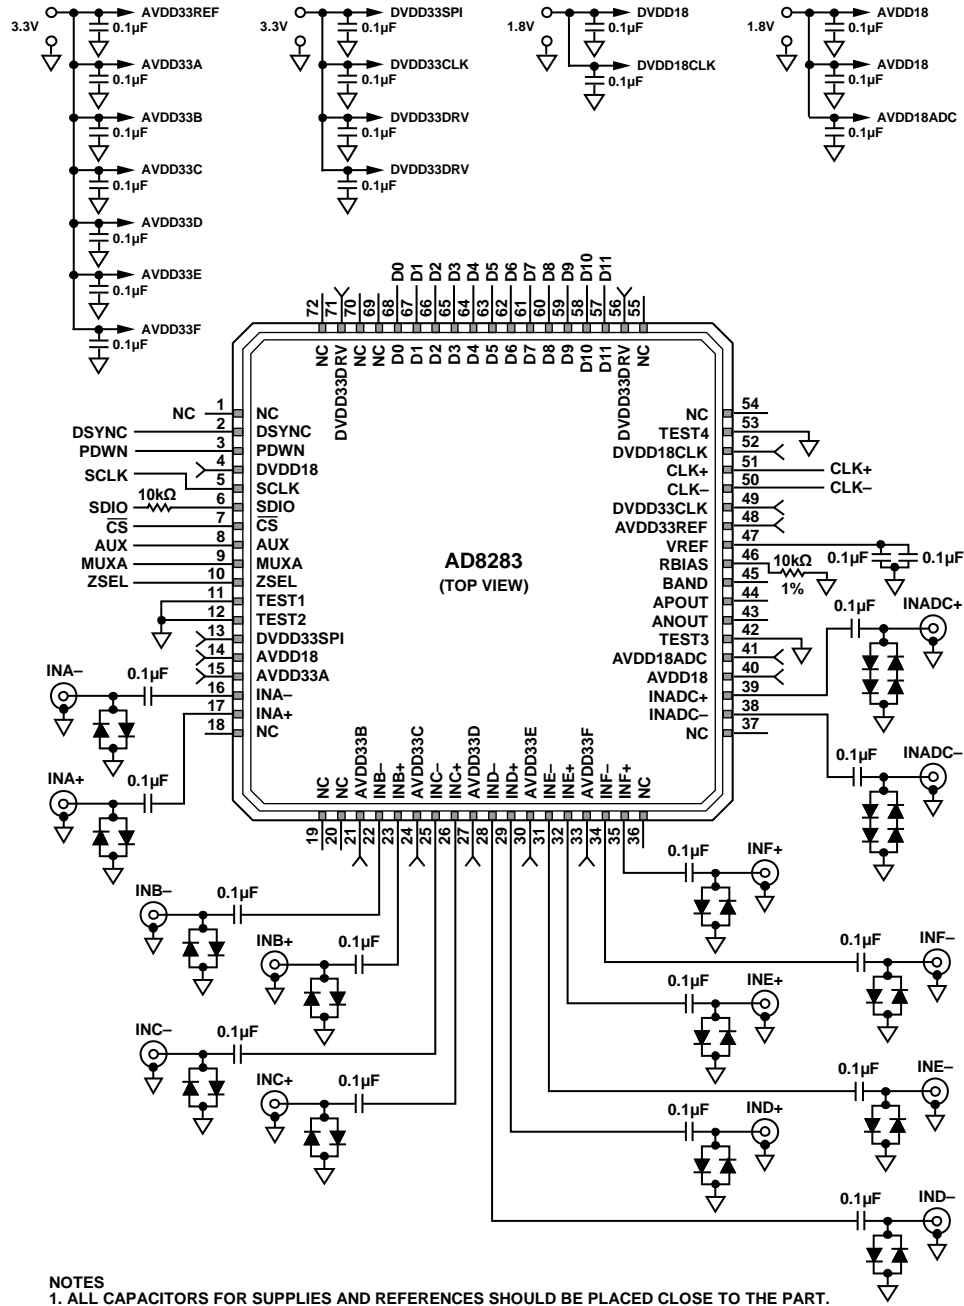 3.3V
AVDD33REF
0.1µF
AVDD33A
0.1µF
AVDD33B
0.1µF
AVDD33C
0.1µF
AVDD33D
0.1µF
AVDD33E
0.1µF
AVDD33F
0.1µF
3.3V
DVDD33SPI
0.1µF
DVDD33CLK
0.1µF
DVDD33DRV
0.1µF
DVDD33DRV
0.1µF
1.8V
DVDD18
0.1µF
DVDD18CLK
0.1µF
1.8V
AVDD18
0.1µF
AVDD18
0.1µF
AVDD18ADC
0.1µF
D0 D1 D2 D3 D4 D5 D6 D7 D8 D9 D10 D11
72 71 70 69 68 67 66 65 64 63 62 61 60 59 58 57 56 55
NC DVDD33DRV NC NC D0 D1 D2 D3 D4 D5 D6 D7 D8 D9 D10 D11 DVDD33DRV NC
NC 1 NC
DSYNC 2 DSYNC
PDWN 3 PDWN
4 DVDD18
SCLK 5 SCLK
SDIO 10kΩ 6 SDIO
CS 7 CS
AUX 8 AUX
MUXA 9 MUXA
ZSEL 10 ZSEL
11 TEST1
12 TEST2
13 DVDD33SPI
14 AVDD18
15 AVDD33A
INA– 0.1µF 16 INA–
17 INA+
18 NC
INA+ 0.1µF
AD8283
(TOP VIEW)
NC 54
TEST4 53
DVDD18CLK 52
CLK+ 51 CLK+
CLK– 50 CLK–
DVDD33CLK 49
AVDD33REF 48
VREF 47 0.1µF 0.1µF
RBIAS 46 10kΩ 1%
BAND 45
APOUT 44
ANOUT 43
TEST3 42
AVDD18ADC 41
AVDD18 40
INADC+ 39
INADC– 38
NC 37
0.1µF INADC+
0.1µF INADC–
NC NC AVDD33B INB– INB+ AVDD33C INC– INC+ AVDD33D IND– IND+ AVDD33E INE– INE+ AVDD33F INF– INF+ NC
19 20 21 22 23 24 25 26 27 28 29 30 31 32 33 34 35 36
INB– 0.1µF
INB+ 0.1µF
INC– 0.1µF
INC+ 0.1µF
0.1µF INF+
0.1µF INF–
0.1µF INE+
0.1µF INE–
0.1µF IND+
0.1µF IND–
NOTES
1. ALL CAPACITORS FOR SUPPLIES AND REFERENCES SHOULD BE PLACED CLOSE TO THE PART.